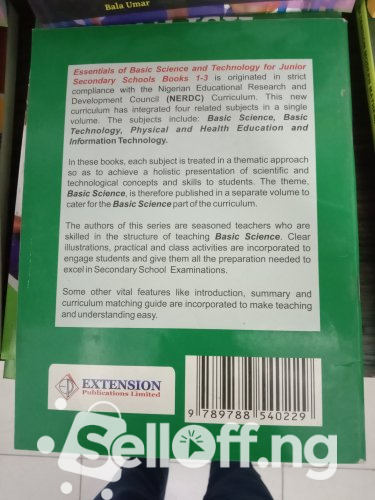 Bala Umar
Essentials of Basic Science and Technology for Junior
Secondary Schools Books 1-3 is originated in strict
compliance with the Nigerian Educational Research and
Development Council (NERDC) Curriculum. This new
curriculum has integrated four related subjects in a single
volume. The subjects include: Basic Science, Basic
Technology, Physical and Health Education and
Information Technology.
In these books, each subject is treated in a thematic approach
so as to achieve a holistic presentation of scientific and
technological concepts and skills to students. The theme,
Basic Science, is therefore published in a separate volume to
cater for the Basic Science part of the curriculum.
The authors of this series are seasoned teachers who are
skilled in the structure of teaching Basic Science. Clear
illustrations, practical and class activities are incorporated to
engage students and give them all the preparation needed to
excel in Secondary School Examinations.
Some other vital features like introduction, summary and
curriculum matching guide are incorporated to make teaching
and understanding easy.
EXTENSION
Publications Limited
9 789788 540229
SellOff.ng